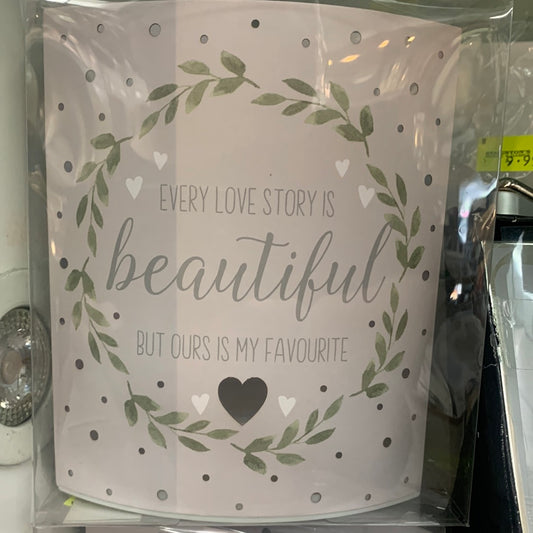 EVERY LOVE STORY IS
beautiful
BUT OURS IS MY FAVOURITE